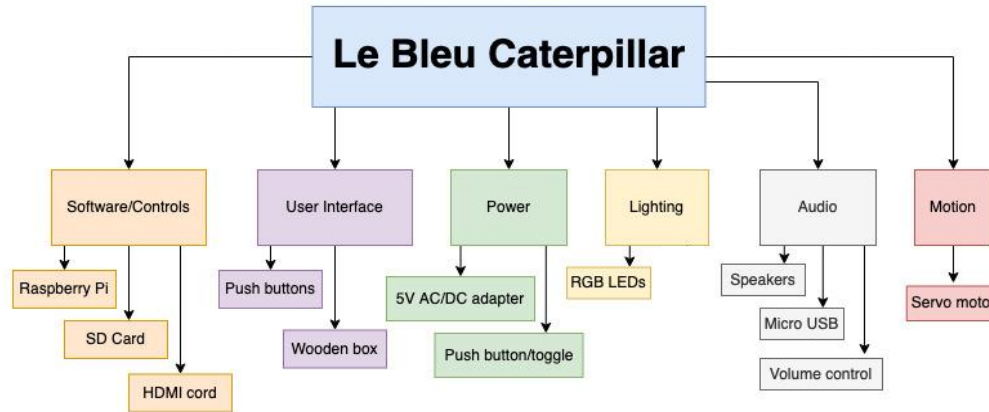 Le Bleu Caterpillar
Software/Controls
User Interface
Power
Lighting
Audio
Motion
Raspberry Pi
Push buttons
5V AC/DC adapter
RGB LEDs
Speakers
Servo moto
SD Card
Wooden box
Push button/toggle
Micro USB
HDMI cord
Volume control